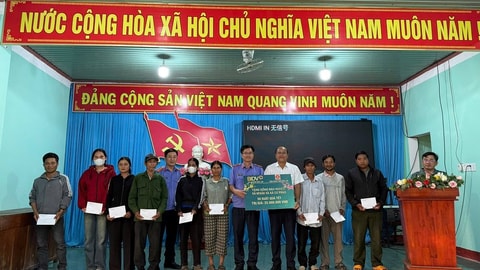 NƯỚC CỘNG HÒA XÃ HỘI CHỦ NGHĨA VIỆT NAM MUÔN NĂM !
ĐẢNG CỘNG SẢN VIỆT NAM QUANG VINH MUÔN NĂM !
HDMI IN 无信号
BIDV